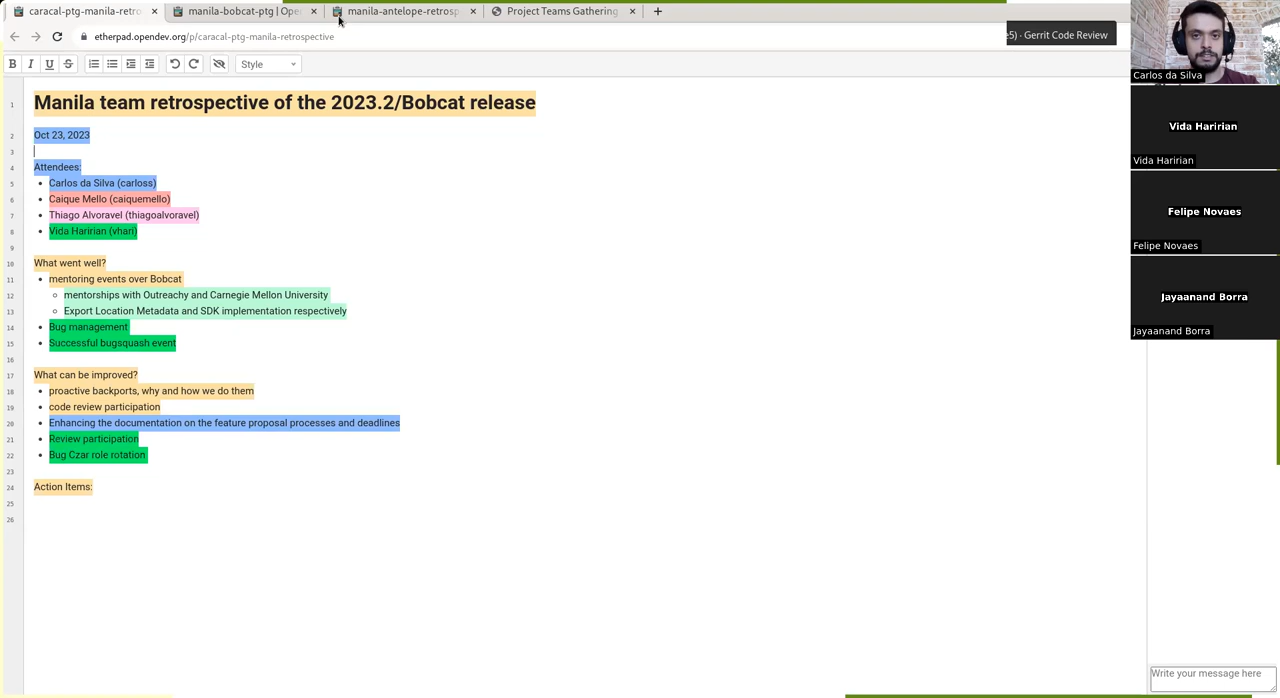 caracal-ptg-manila-retro
manila-bobcat-ptg | Ope
manila-antelope-retrosp
Project Teams Gathering
etherpad.opendev.org/p/caracal-ptg-manila-retrospective
5) · Gerrit Code Review
B I U S
Style
1 Manila team retrospective of the 2023.2/Bobcat release
2 Oct 23, 2023
3
4 Attendees:
5 Carlos da Silva (carloss)
6 Caique Mello (caiquemello)
7 Thiago Alvoravel (thiagoalvoravel)
8 Vida Haririan (vhari)
9
10 What went well?
11 mentoring events over Bobcat
12 mentorships with Outreachy and Carnegie Mellon University
13 Export Location Metadata and SDK implementation respectively
14 Bug management
15 Successful bugsquash event
16
17 What can be improved?
18 proactive backports, why and how we do them
19 code review participation
20 Enhancing the documentation on the feature proposal processes and deadlines
21 Review participation
22 Bug Czar role rotation
23
24 Action Items:
25
26
Carlos da Silva
Vida Haririan
Vida Haririan
Felipe Novaes
Felipe Novaes
Jayaanand Borra
Jayaanand Borra
Write your message here